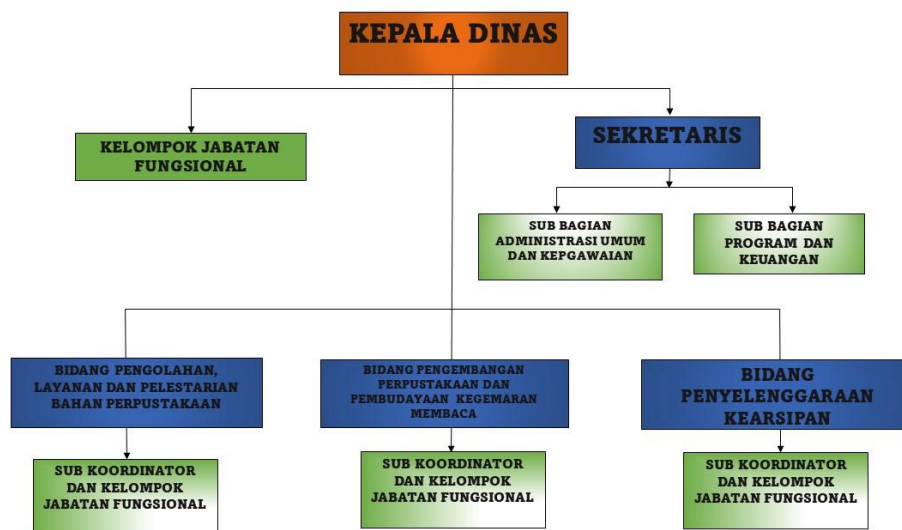 KEPALA DINAS
KELOMPOK JABATAN
FUNGSIONAL
SEKRETARIS
SUB BAGIAN
ADMINISTRASI UMUM
DAN KEPGAWAIAN
SUB BAGIAN
PROGRAM DAN
KEUANGAN
BIDANG PENGOLAHAN,
LAYANAN DAN PELESTARIAN
BAHAN PERPUSTAKAAN
BIDANG PENGEMBANGAN
PERPUSTAKAAN DAN
PEMBUDAYAAN KEGEMARAN
MEMBACA
BIDANG
PENYELENGGARAAN
KEARSIPAN
SUB KOORDINATOR
DAN KELOMPOK
JABATAN FUNGSIONAL
SUB KOORDINATOR
DAN KELOMPOK
JABATAN FUNGSIONAL
SUB KOORDINATOR
DAN KELOMPOK
JABATAN FUNGSIONAL